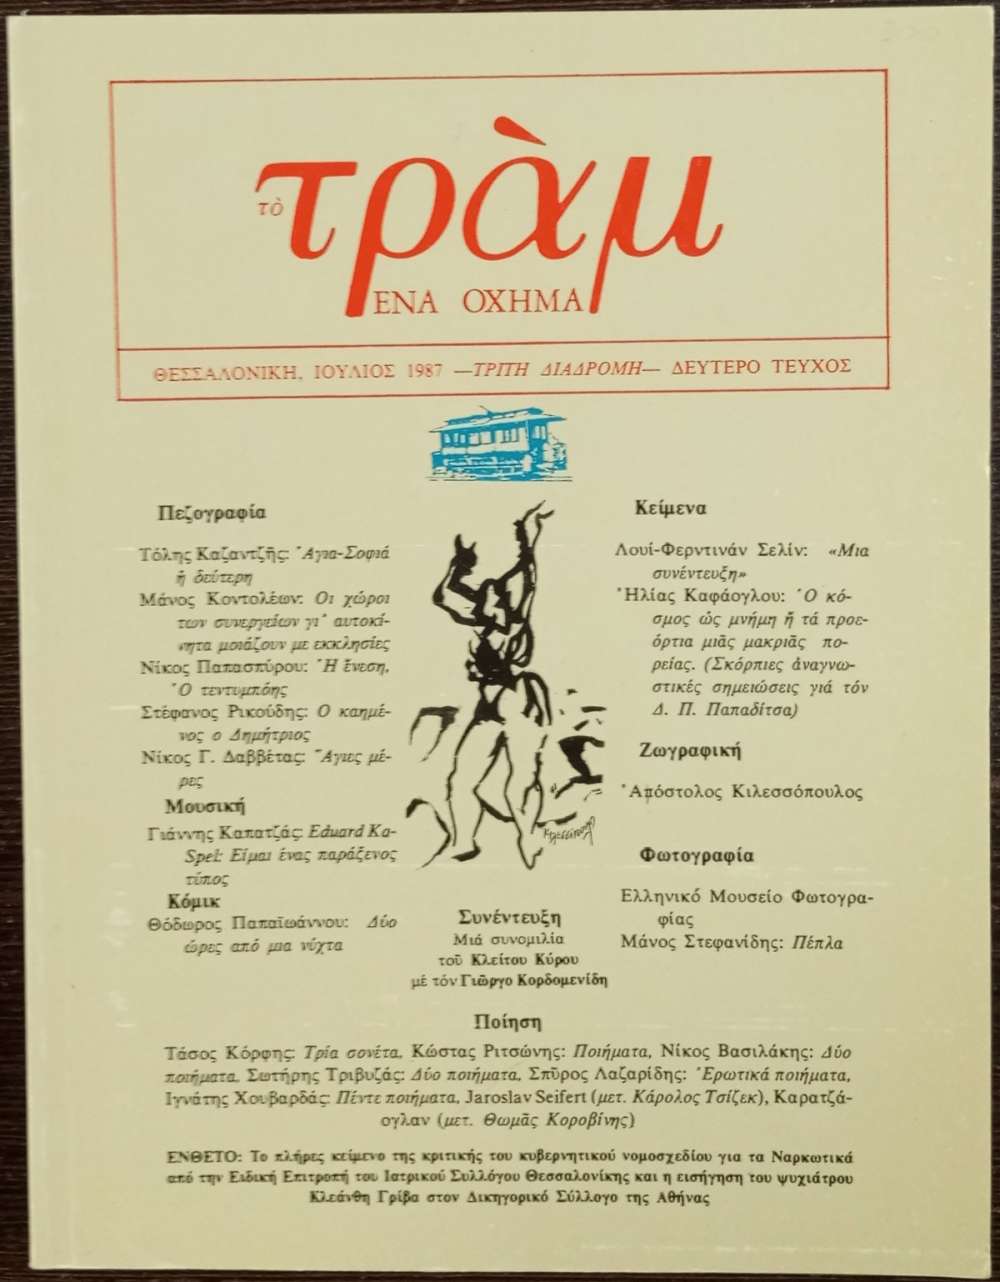 τὸ τρὰμ
ΕΝΑ ΟΧΗΜΑ
ΘΕΣΣΑΛΟΝΙΚΗ, ΙΟΥΛΙΟΣ 1987 —ΤΡΙΤΗ ΔΙΑΔΡΟΜΗ— ΔΕΥΤΕΡΟ ΤΕΥΧΟΣ
Πεζογραφία
Τόλης Καζαντζῆς: Ἁγια-Σοφιά
ἡ δεύτερη
Μάνος Κοντολέων: Οι χώροι
των συνεργείων γι' αυτοκί-
νητα μοιάζουν με εκκλησίες
Νίκος Παπασπύρου: Ἡ ἔνεση,
Ὁ τεντυμπόης
Στέφανος Ρικούδης: Ο καημέ-
νος ο Δημήτριος
Νίκος Γ. Δαββέτας: Ἅγιες μέ-
ρες
Μουσική
Γιάννης Καπατζάς: Eduard Ka-
Spel: Είμαι ένας παράξενος
τύπος
Κόμικ
Θόδωρος Παπαϊωάννου: Δύο
ώρες από μια νύχτα
Κείμενα
Λουί-Φερντινάν Σελίν: «Μια
συνέντευξη»
Ἠλίας Καφάογλου: Ὁ κό-
σμος ὡς μνήμη ἤ τά προε-
όρτια μιᾶς μακριᾶς πο-
ρείας. (Σκόρπιες ἀναγνω-
στικές σημειώσεις γιά τόν
Δ. Π. Παπαδίτσα)
Ζωγραφική
Ἀπόστολος Κιλεσσόπουλος
Φωτογραφία
Ελληνικό Μουσείο Φωτογρα-
φίας
Μάνος Στεφανίδης: Πέπλα
Συνέντευξη
Μιά συνομιλία
τοῦ Κλείτου Κύρου
μέ τόν Γιῶργο Κορδομενίδη
Ποίηση
Τάσος Κόρφης: Τρία σονέτα, Κώστας Ριτσώνης: Ποιήματα, Νίκος Βασιλάκης: Δύο
ποιήματα, Σωτήρης Τριβυζάς: Δύο ποιήματα, Σπῦρος Λαζαρίδης: Ἐρωτικά ποιήματα,
Ιγνάτης Χουβαρδάς: Πέντε ποιήματα, Jaroslav Seifert (μετ. Κάρολος Τσίζεκ), Καρατζά-
ογλαν (μετ. Θωμᾶς Κοροβίνης)
ΕΝΘΕΤΟ: Το πλήρες κείμενο της κριτικής του κυβερνητικού νομοσχεδίου για τα Ναρκωτικά
από την Ειδική Επιτροπή του Ιατρικού Συλλόγου Θεσσαλονίκης και η εισήγηση του ψυχιάτρου
Κλεάνθη Γρίβα στον Δικηγορικό Σύλλογο της Αθήνας